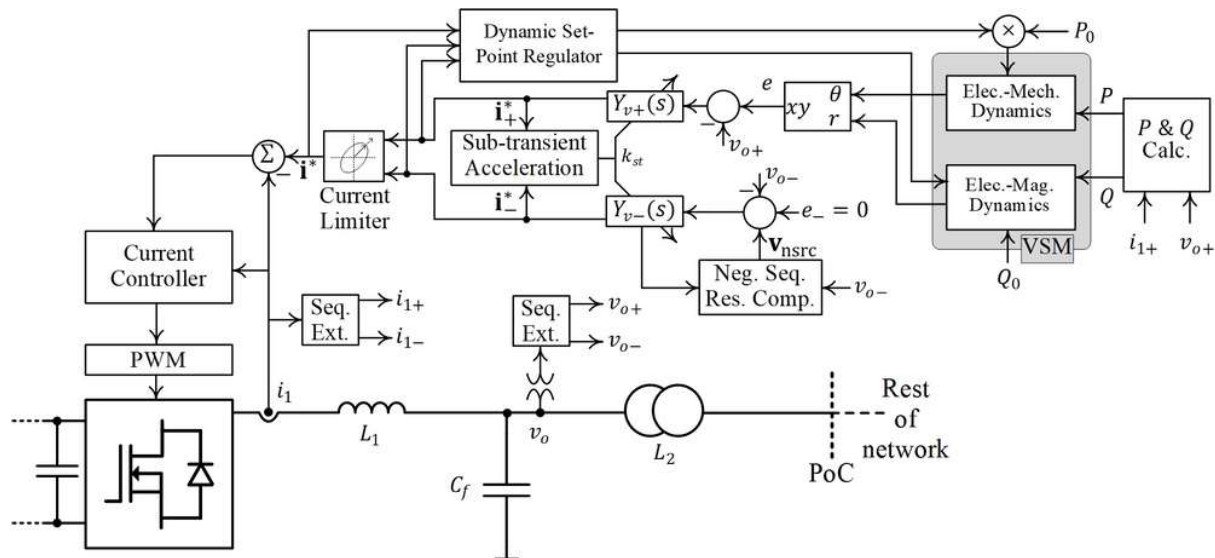 Dynamic Set-
Point Regulator
×
P₀
Elec.-Mech.
Dynamics
P
P & Q
Calc.
Elec.-Mag.
Dynamics
Q
VSM
Q₀
i₁₊
vₒ₊
θ
xy
r
e
−
vₒ₊
Yᵥ₊(s)
i*₊
Sub-transient
Acceleration
kₛₜ
i*₋
Yᵥ₋(s)
−
vₒ₋
e₋ = 0
v_nsrc
Neg. Seq.
Res. Comp.
vₒ₋
Σ
−
i*
Current
Limiter
Current
Controller
PWM
Seq.
Ext.
i₁₊
i₁₋
Seq.
Ext.
vₒ₊
vₒ₋
i₁
L₁
vₒ
C_f
L₂
PoC
Rest
of
network